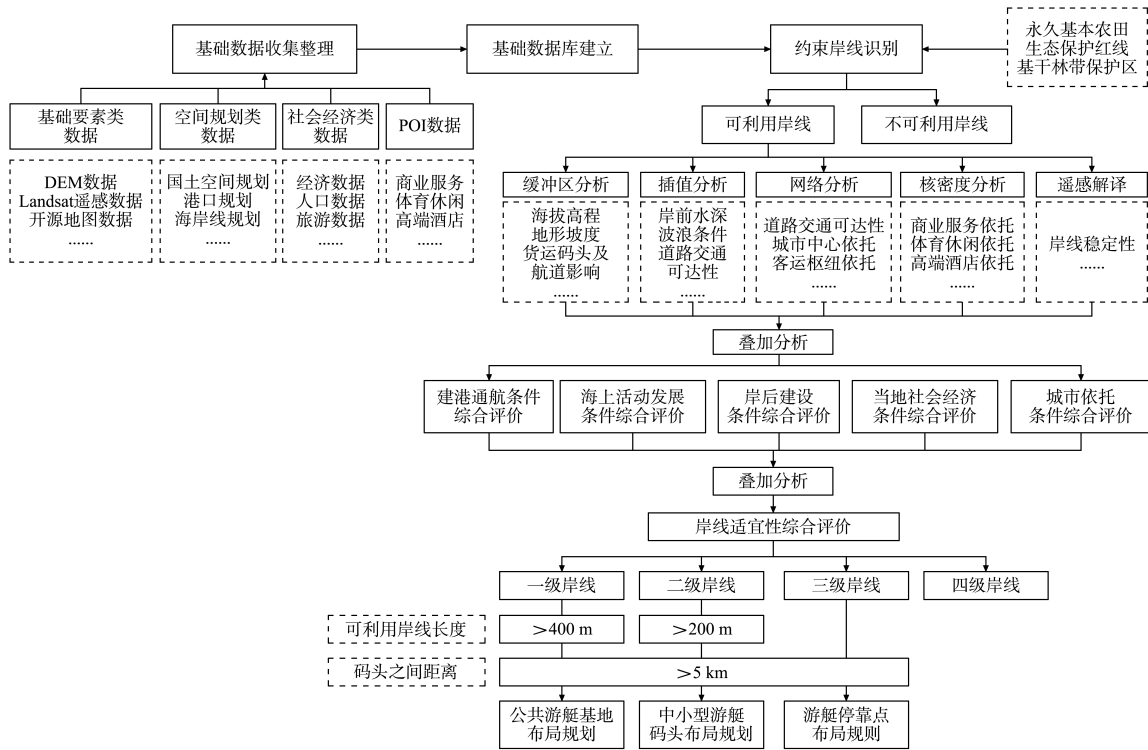 基础数据收集整理
基础数据库建立
约束岸线识别
永久基本农田
生态保护红线
基干林带保护区
基础要素类
数据
空间规划类
数据
社会经济类
数据
POI数据
可利用岸线
不可利用岸线
DEM数据
Landsat遥感数据
开源地图数据
......
国土空间规划
港口规划
海岸线规划
......
经济数据
人口数据
旅游数据
......
商业服务
体育休闲
高端酒店
......
缓冲区分析
插值分析
网络分析
核密度分析
遥感解译
海拔高程
地形坡度
货运码头及
航道影响
......
岸前水深
波浪条件
道路交通
可达性
......
道路交通可达性
城市中心依托
客运枢纽依托
......
商业服务依托
体育休闲依托
高端酒店依托
......
岸线稳定性
......
叠加分析
建港通航条件
综合评价
海上活动发展
条件综合评价
岸后建设
条件综合评价
当地社会经济
条件综合评价
城市依托
条件综合评价
叠加分析
岸线适宜性综合评价
一级岸线
二级岸线
三级岸线
四级岸线
可利用岸线长度
>400 m
>200 m
码头之间距离
>5 km
公共游艇基地
布局规划
中小型游艇
码头布局规划
游艇停靠点
布局规则